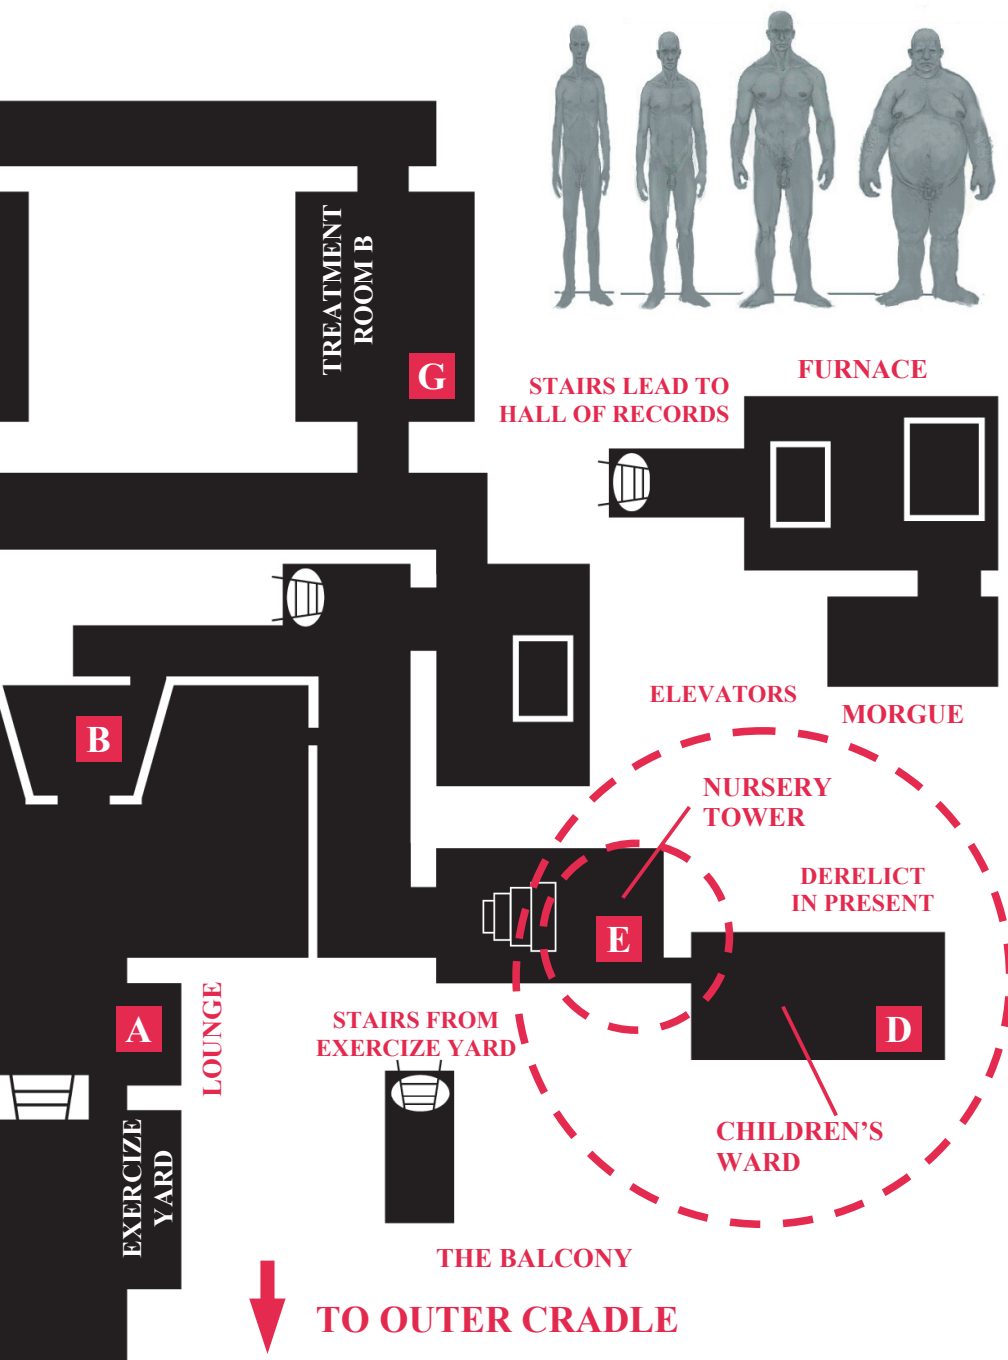 TREATMENT
ROOM B
G
STAIRS LEAD TO
HALL OF RECORDS
FURNACE
B
ELEVATORS
MORGUE
NURSERY
TOWER
DERELICT
IN PRESENT
E
A
LOUNGE
STAIRS FROM
EXERCIZE YARD
D
EXERCIZE
YARD
CHILDREN'S
WARD
THE BALCONY
TO OUTER CRADLE